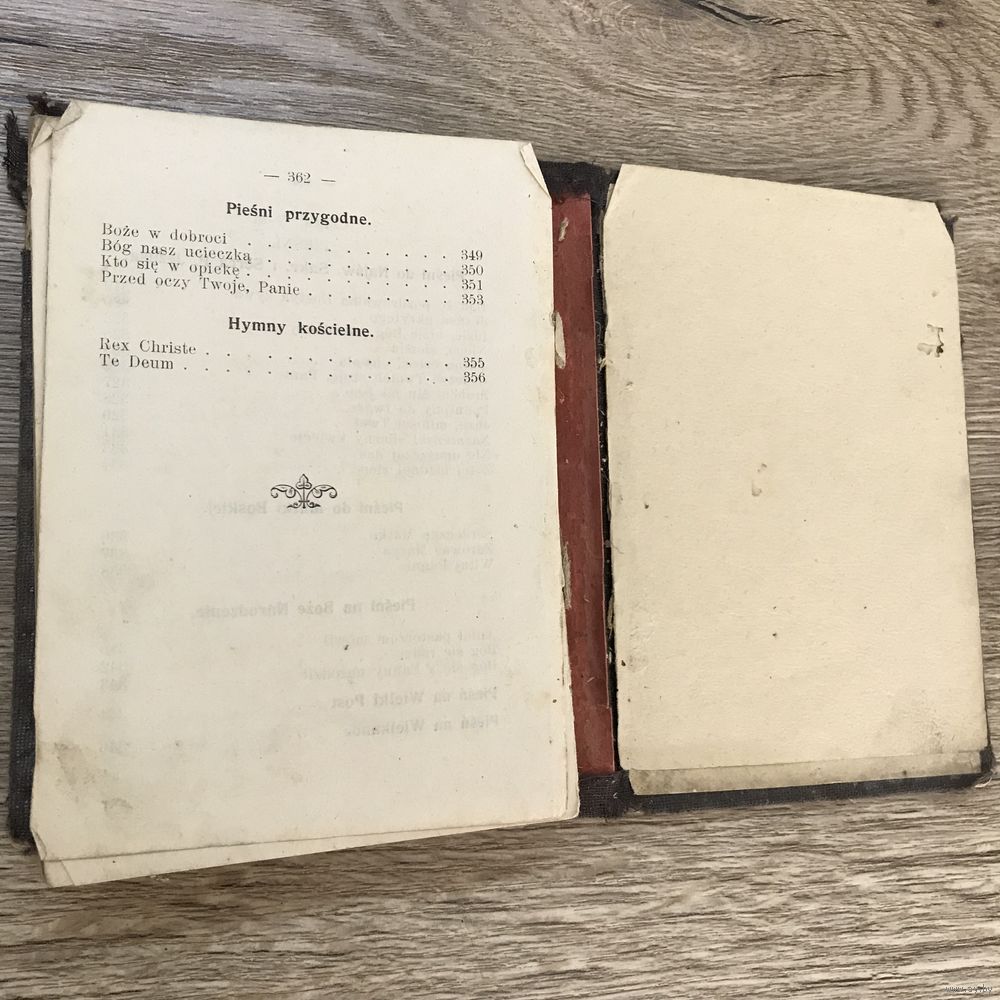 — 362 —
Pieśni przygodne.
Boże w dobroci . . . . . . . . . . 349
Bóg nasz ucieczką . . . . . . . . . 350
Kto się w opiekę . . . . . . . . . . 351
Przed oczy Twoje, Panie . . . . . . . 353
Hymny kościelne.
Rex Christe . . . . . . . . . . . . 355
Te Deum . . . . . . . . . . . . . 356